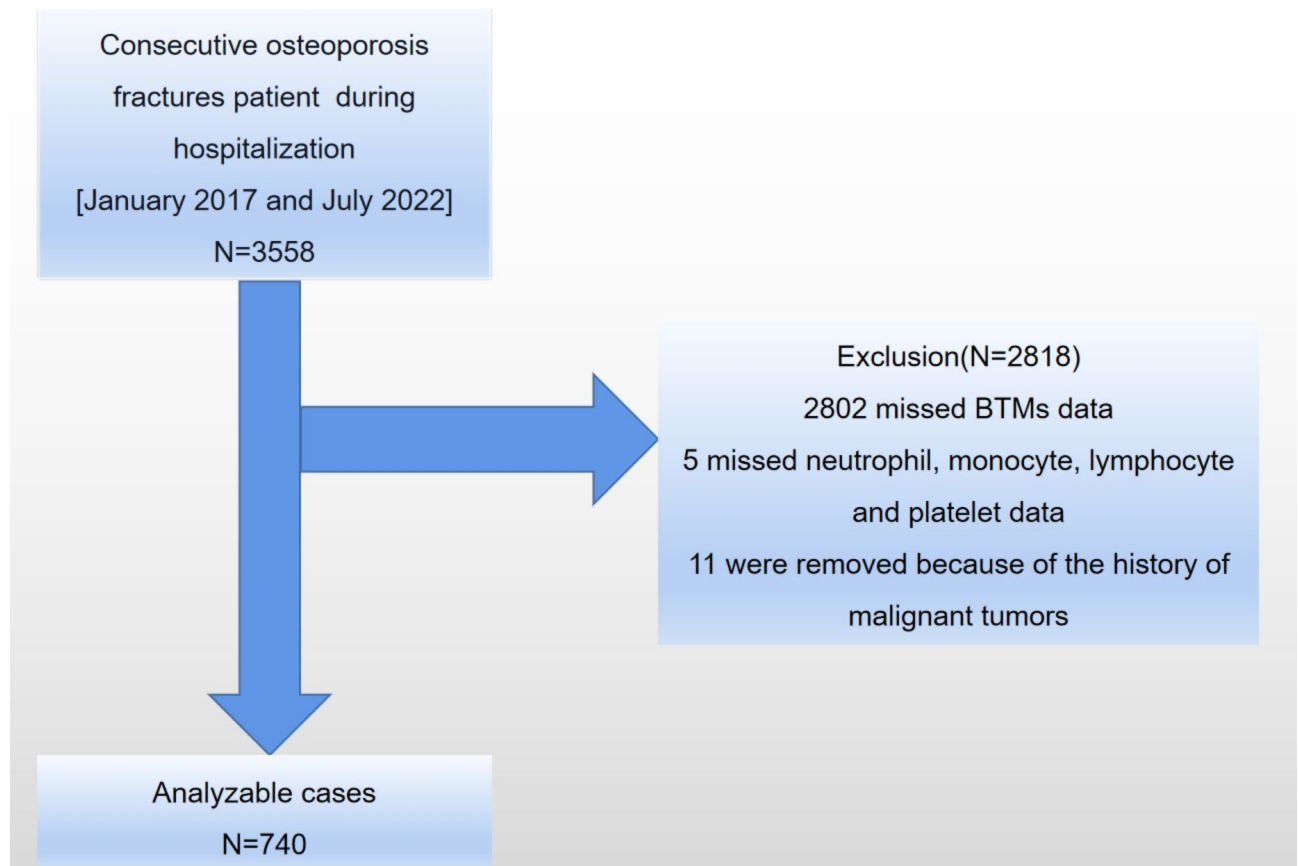 Consecutive osteoporosis
fractures patient  during
hospitalization
[January 2017 and July 2022]
N=3558
Exclusion(N=2818)
2802 missed BTMs data
5 missed neutrophil, monocyte, lymphocyte
and platelet data
11 were removed because of the history of
malignant tumors
Analyzable cases
N=740